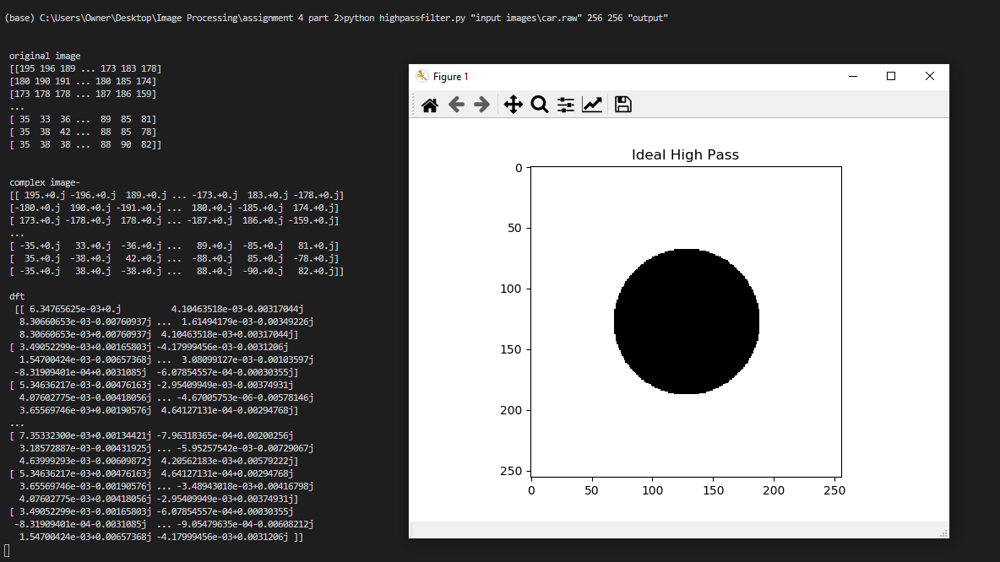 (base) C:\Users\Owner\Desktop\Image Processing\assignment 4 part 2>python highpassfilter.py "input images\car.raw" 256 256 "output"
original image
[[195 196 189 ... 173 183 178]
[180 190 191 ... 180 185 174]
[173 178 178 ... 187 186 159]
...
[ 35  33  36 ...  89  85  81]
[ 35  38  42 ...  88  85  78]
[ 35  38  38 ...  88  90  82]]
complex image-
[[ 195.+0.j -196.+0.j  189.+0.j ... -173.+0.j  183.+0.j -178.+0.j]
[-180.+0.j  190.+0.j -191.+0.j ...  180.+0.j -185.+0.j  174.+0.j]
[ 173.+0.j -178.+0.j  178.+0.j ... -187.+0.j  186.+0.j -159.+0.j]
...
[ -35.+0.j   33.+0.j  -36.+0.j ...   89.+0.j  -85.+0.j   81.+0.j]
[  35.+0.j  -38.+0.j   42.+0.j ...  -88.+0.j   85.+0.j  -78.+0.j]
[ -35.+0.j   38.+0.j  -38.+0.j ...   88.+0.j  -90.+0.j   82.+0.j]]
dft
[[ 6.34765625e-03+0.j          4.10463518e-03-0.00317044j
8.30660653e-03-0.00760937j ...  1.61494179e-03-0.00349226j
8.30660653e-03+0.00760937j  4.10463518e-03+0.00317044j]
[ 3.49052299e-03+0.00165803j -4.17999456e-03-0.0031206j
1.54700424e-03-0.00657368j ...  3.08099127e-03-0.00103597j
-8.31909401e-04+0.0031085j  -6.07854557e-04-0.00030355j]
[ 5.34636217e-03-0.00476163j -2.95409949e-03-0.00374931j
4.07602775e-03-0.00418056j ... -4.67005753e-06-0.00578146j
3.65569746e-03+0.00190576j  4.64127131e-04-0.00294768j]
...
[ 7.35332300e-03+0.00134421j -7.96318365e-04+0.00200256j
3.18572887e-03-0.00431925j ... -5.95257542e-03-0.00729067j
4.63999293e-03-0.00609872j  4.20562183e-03+0.00579222j]
[ 5.34636217e-03+0.00476163j  4.64127131e-04+0.00294768j
3.65569746e-03-0.00190576j ... -3.48943018e-03+0.00416798j
4.07602775e-03+0.00418056j -2.95409949e-03+0.00374931j]
[ 3.49052299e-03-0.00165803j -6.07854557e-04+0.00030355j
-8.31909401e-04-0.0031085j  ... -9.05479635e-04-0.00608212j
1.54700424e-03+0.00657368j -4.17999456e-03+0.0031206j ]]
Figure 1
Ideal High Pass
0
50
100
150
200
250
0 50 100 150 200 250